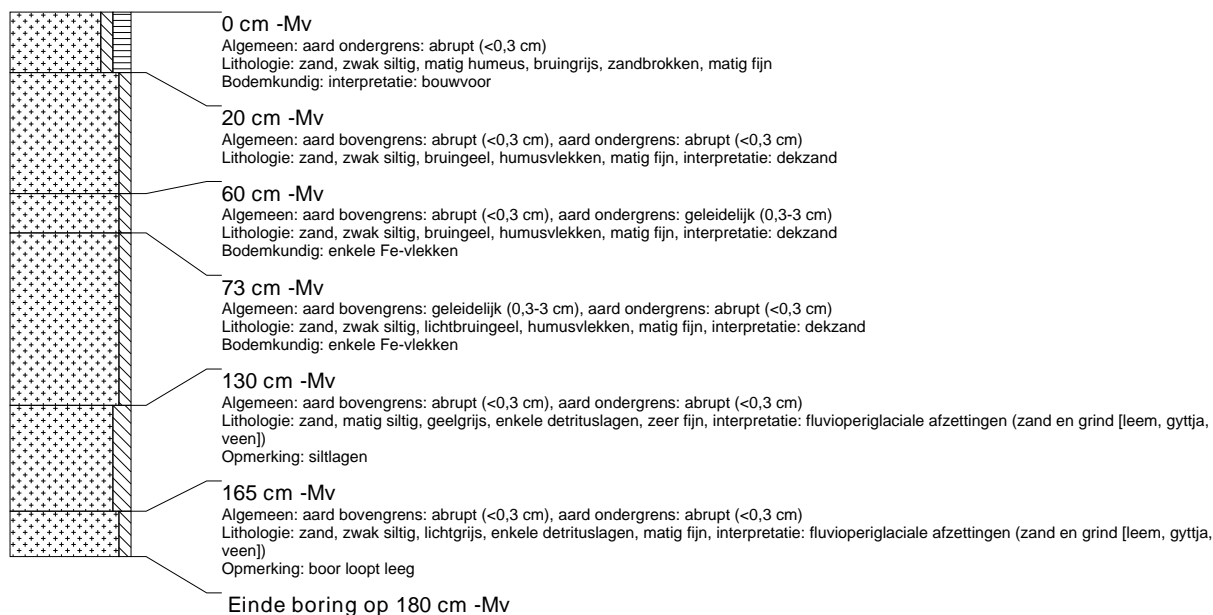 0 cm -Mv
Algemeen: aard ondergrens: abrupt (<0,3 cm)
Lithologie: zand, zwak siltig, matig humeus, bruingrijs, zandbrokken, matig fijn
Bodemkundig: interpretatie: bouwvoor
20 cm -Mv
Algemeen: aard bovengrens: abrupt (<0,3 cm), aard ondergrens: abrupt (<0,3 cm)
Lithologie: zand, zwak siltig, bruingeel, humusvlekken, matig fijn, interpretatie: dekzand
60 cm -Mv
Algemeen: aard bovengrens: abrupt (<0,3 cm), aard ondergrens: geleidelijk (0,3-3 cm)
Lithologie: zand, zwak siltig, bruingeel, humusvlekken, matig fijn, interpretatie: dekzand
Bodemkundig: enkele Fe-vlekken
73 cm -Mv
Algemeen: aard bovengrens: geleidelijk (0,3-3 cm), aard ondergrens: abrupt (<0,3 cm)
Lithologie: zand, zwak siltig, lichtbruingeel, humusvlekken, matig fijn, interpretatie: dekzand
Bodemkundig: enkele Fe-vlekken
130 cm -Mv
Algemeen: aard bovengrens: abrupt (<0,3 cm), aard ondergrens: abrupt (<0,3 cm)
Lithologie: zand, matig siltig, geelgrijs, enkele detrituslagen, zeer fijn, interpretatie: fluvioperiglaciale afzettingen (zand en grind [leem, gyttja,
veen])
Opmerking: siltlagen
165 cm -Mv
Algemeen: aard bovengrens: abrupt (<0,3 cm), aard ondergrens: abrupt (<0,3 cm)
Lithologie: zand, zwak siltig, lichtgrijs, enkele detrituslagen, matig fijn, interpretatie: fluvioperiglaciale afzettingen (zand en grind [leem, gyttja,
veen])
Opmerking: boor loopt leeg
Einde boring op 180 cm -Mv